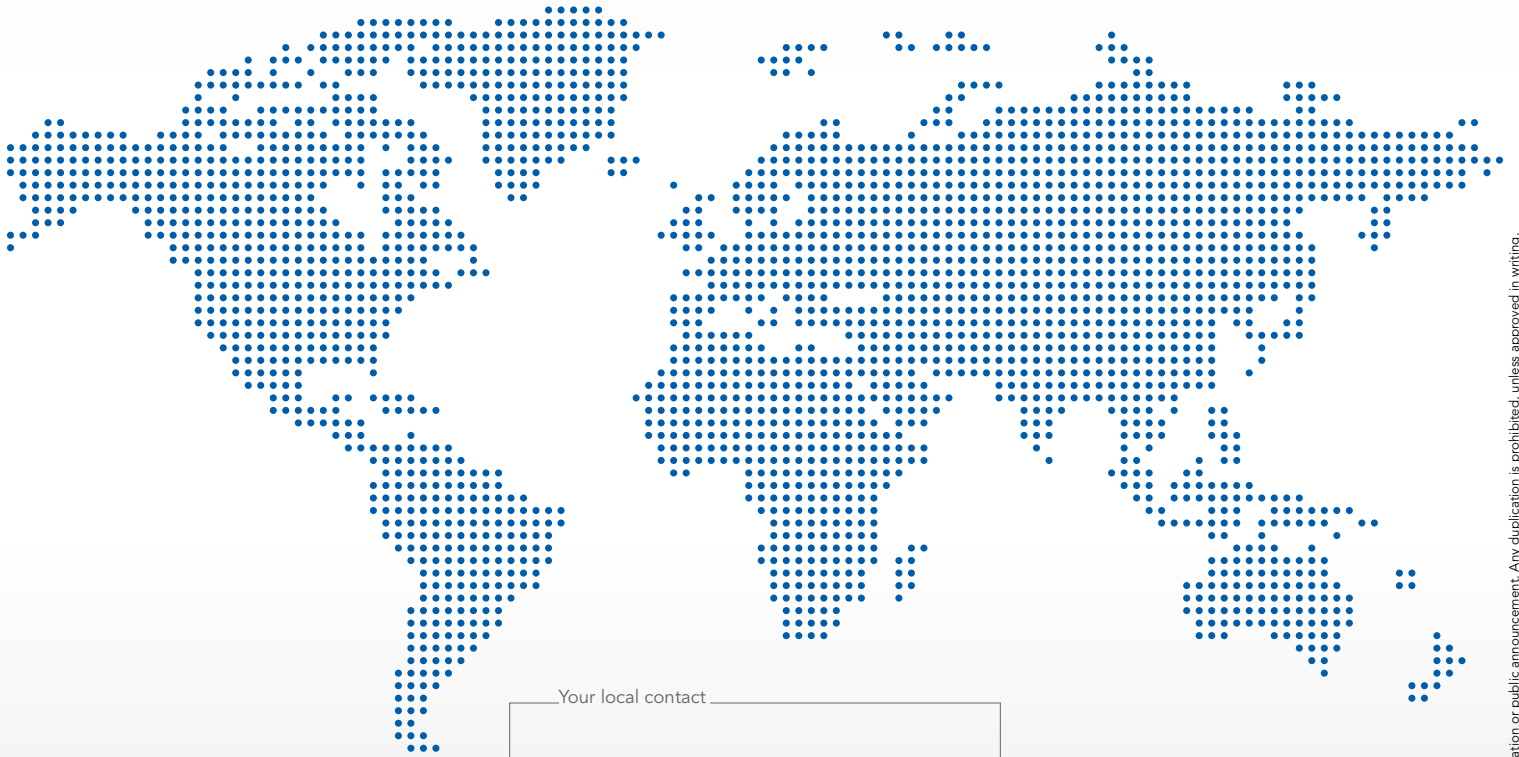 Your local contact
ation or public announcement. Any duplication is prohibited, unless approved in writing.